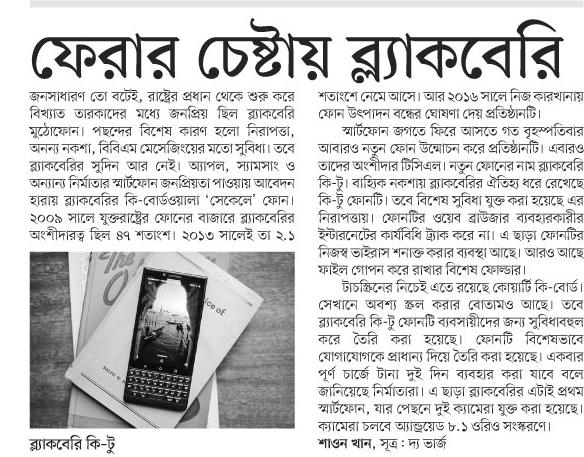 ফেরার চেষ্টায় ব্ল্যাকবেরি
জনসাধারণ তো বটেই, রাষ্ট্রের প্রধান থেকে শুরু করে
বিখ্যাত তারকাদের মধ্যে জনপ্রিয় ছিল ব্ল্যাকবেরি
মুঠোফোন। পছন্দের বিশেষ কারণ হলো নিরাপত্তা,
অনন্য নকশা, বিবিএম মেসেজিংয়ের মতো সুবিধা। তবে
ব্ল্যাকবেরির সুদিন আর নেই। অ্যাপল, স্যামসাং ও
অন্যান্য নির্মাতার স্মার্টফোন জনপ্রিয়তা পাওয়ায় আবেদন
হারায় ব্ল্যাকবেরির কি-বোর্ডওয়ালা ‘সেকেলে’ ফোন।
২০০৯ সালে যুক্তরাষ্ট্রের ফোনের বাজারে ব্ল্যাকবেরির
অংশীদারত্ব ছিল ৪৭ শতাংশ। ২০১৩ সালেই তা ২.১
ice of
RALPH W.
ব্ল্যাকবেরি কি-টু
শতাংশে নেমে আসে। আর ২০১৬ সালে নিজ কারখানায়
ফোন উৎপাদন বন্ধের ঘোষণা দেয় প্রতিষ্ঠানটি।
স্মার্টফোন জগতে ফিরে আসতে গত বৃহস্পতিবার
আবারও নতুন ফোন উন্মোচন করে প্রতিষ্ঠানটি। এবারও
তাদের অংশীদার টিসিএল। নতুন ফোনের নাম ব্ল্যাকবেরি
কি-টু। বাহ্যিক নকশায় ব্ল্যাকবেরির ঐতিহ্য ধরে রেখেছে
কি-টু ফোনটি। তবে বিশেষ সুবিধা যুক্ত করা হয়েছে এর
নিরাপত্তায়। ফোনটির ওয়েব ব্রাউজার ব্যবহারকারীর
ইন্টারনেটের কার্যবিধি ট্র্যাক করে না। এ ছাড়া ফোনটির
নিজস্ব ভাইরাস শনাক্ত করার ব্যবস্থা আছে। আরও আছে
ফাইল গোপন করে রাখার বিশেষ ফোল্ডার।
টাচস্ক্রিনের নিচেই এতে রয়েছে কোয়ার্টি কি-বোর্ড।
সেখানে অবশ্য স্ক্রল করার বোতামও আছে। তবে
ব্ল্যাকবেরি কি-টু ফোনটি ব্যবসায়ীদের জন্য সুবিধাবহুল
করে তৈরি করা হয়েছে। ফোনটি বিশেষভাবে
যোগাযোগকে প্রাধান্য দিয়ে তৈরি করা হয়েছে। একবার
পূর্ণ চার্জে টানা দুই দিন ব্যবহার করা যাবে বলে
জানিয়েছে নির্মাতারা। এ ছাড়া ব্ল্যাকবেরির এটাই প্রথম
স্মার্টফোন, যার পেছনে দুই ক্যামেরা যুক্ত করা হয়েছে।
ক্যামেরা চলবে অ্যান্ড্রয়েড ৮.১ ওরিও সংস্করণে।
শাওন খান, সূত্র : দ্য ভার্জ